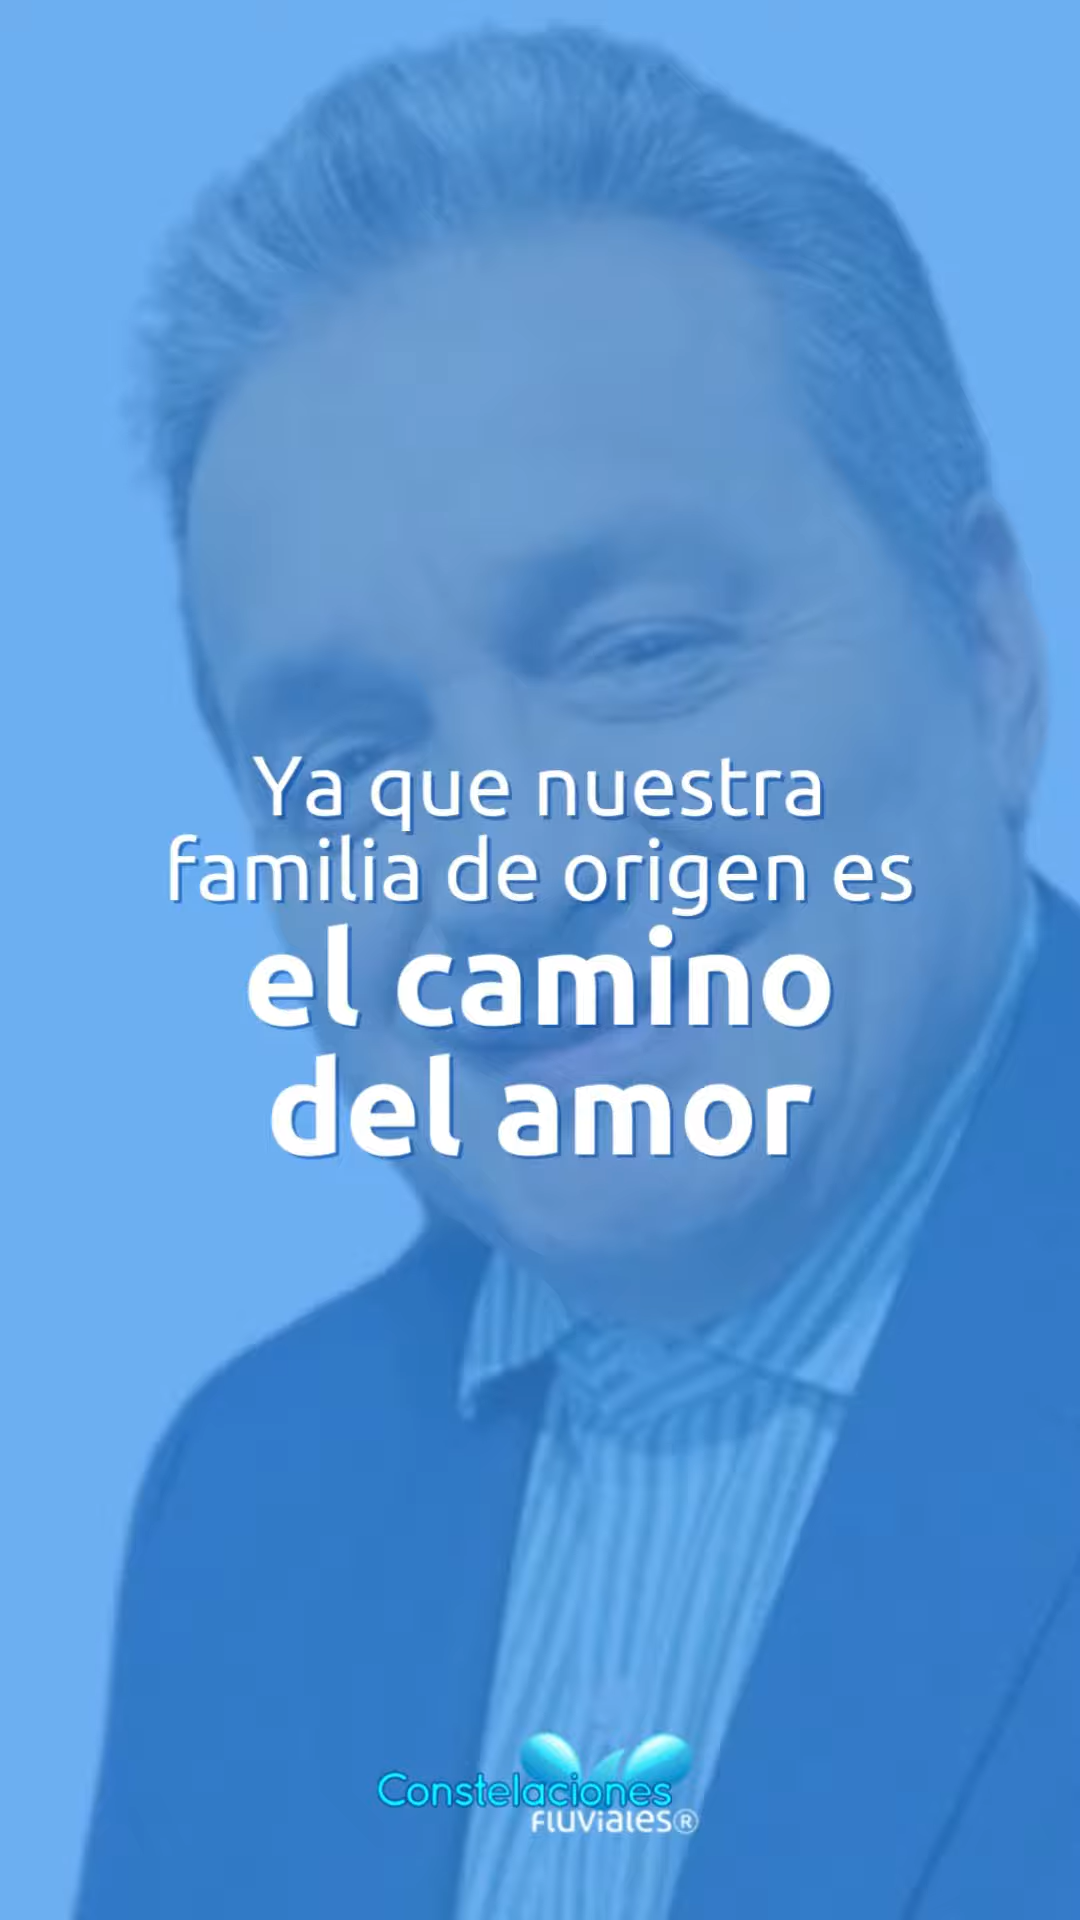 Ya que nuestra
familia de origen es
el camino
del amor
Constelaciones
Fluviales®